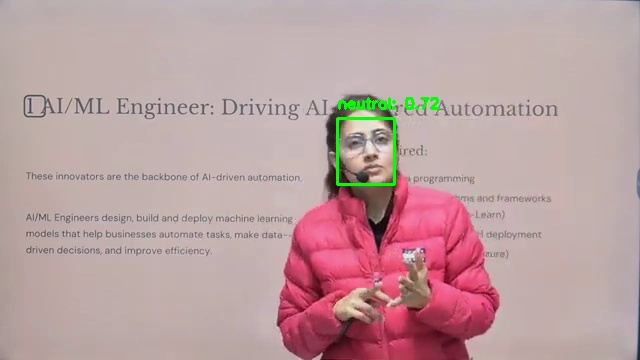 neutral: 0.72
1 AI/ML Engineer: Driving AI Automation
These innovators are the backbone of AI-driven automation.
AI/ML Engineers design, build and deploy machine learning
models that help businesses automate tasks, make data-
driven decisions, and improve efficiency.
programming
and frameworks
-Learn)
deployment